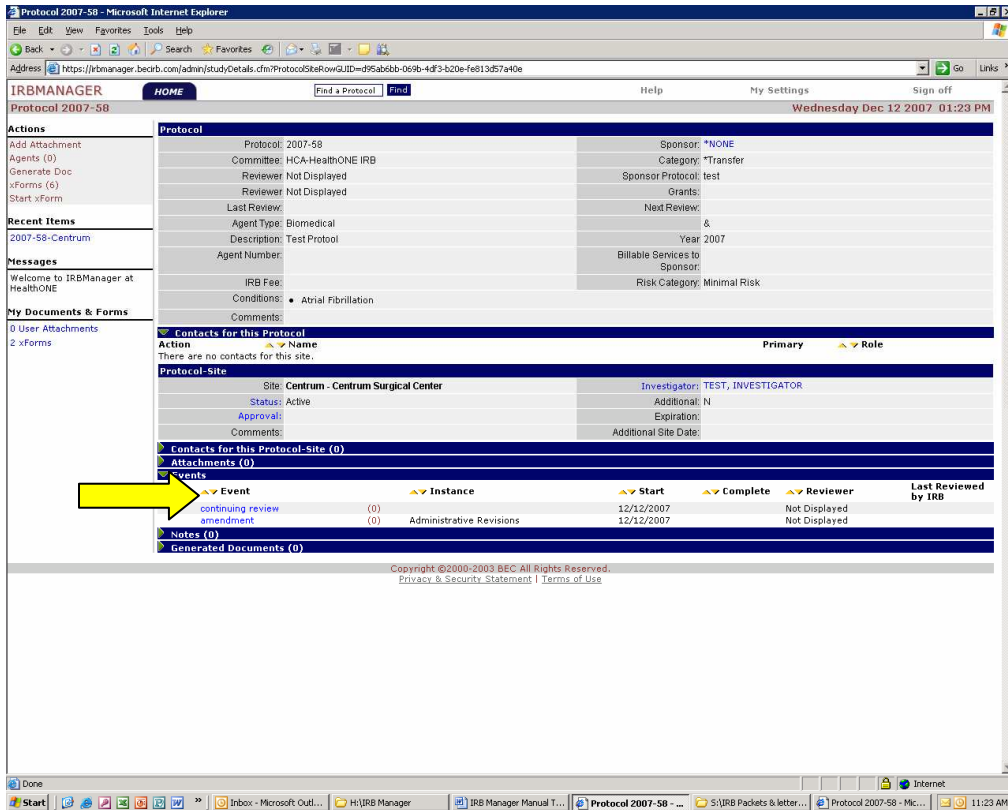 Protocol 2007-58 - Microsoft Internet Explorer
File Edit View Favorites Tools Help
Back Search Favorites
Address https://irbmanager.becirb.com/admin/studyDetails.cfm?ProtocolSiteRowGUID=d95ab6bb-069b-4df3-b20e-fe813d57a40e Go Links
IRBMANAGER HOME Find a Protocol Find Help My Settings Sign off
Protocol 2007-58 Wednesday Dec 12 2007 01:23 PM
Actions
Add Attachment
Agents (0)
Generate Doc
xForms (6)
Start xForm
Recent Items
2007-58-Centrum
Messages
Welcome to IRBManager at
HealthONE
My Documents & Forms
0 User Attachments
2 xForms
Protocol
Protocol: 2007-58 Sponsor: *NONE
Committee: HCA-HealthONE IRB Category: *Transfer
Reviewer Not Displayed Sponsor Protocol: test
Reviewer Not Displayed Grants:
Last Review: Next Review:
Agent Type: Biomedical &
Description: Test Protool Year 2007
Agent Number: Billable Services to
Sponsor:
IRB Fee: Risk Category: Minimal Risk
Conditions: • Atrial Fibrillation
Comments:
Contacts for this Protocol
Action Name Primary Role
There are no contacts for this site.
Protocol-Site
Site: Centrum - Centrum Surgical Center Investigator: TEST, INVESTIGATOR
Status: Active Additional: N
Approval: Expiration:
Comments: Additional Site Date:
Contacts for this Protocol-Site (0)
Attachments (0)
Events
Event Instance Start Complete Reviewer Last Reviewed
by IRB
continuing review (0) 12/12/2007 Not Displayed
amendment (0) Administrative Revisions 12/12/2007 Not Displayed
Notes (0)
Generated Documents (0)
Copyright ©2000-2003 BEC All Rights Reserved.
Privacy & Security Statement | Terms of Use
Done Internet
Start » Inbox - Microsoft Outl... H:\IRB Manager IRB Manager Manual T... Protocol 2007-58 - ... S:\IRB Packets & letter... Protocol 2007-58 - Mic... 11:23 AM